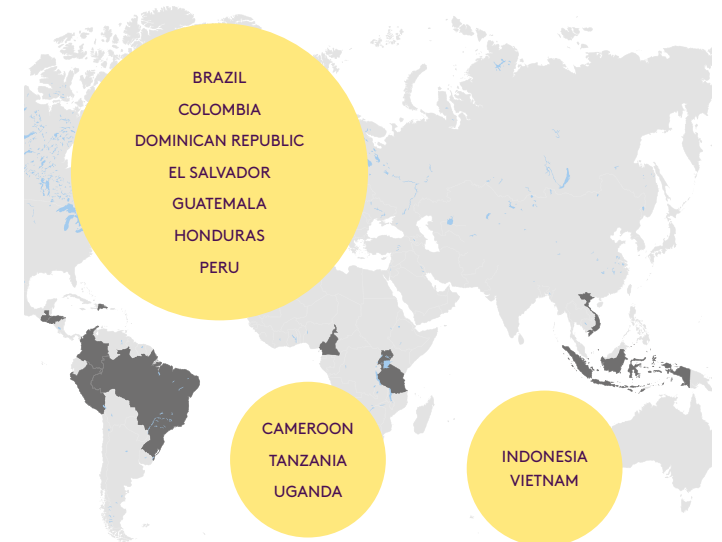 BRAZIL
COLOMBIA
DOMINICAN REPUBLIC
EL SALVADOR
GUATEMALA
HONDURAS
PERU
CAMEROON
TANZANIA
UGANDA
INDONESIA
VIETNAM